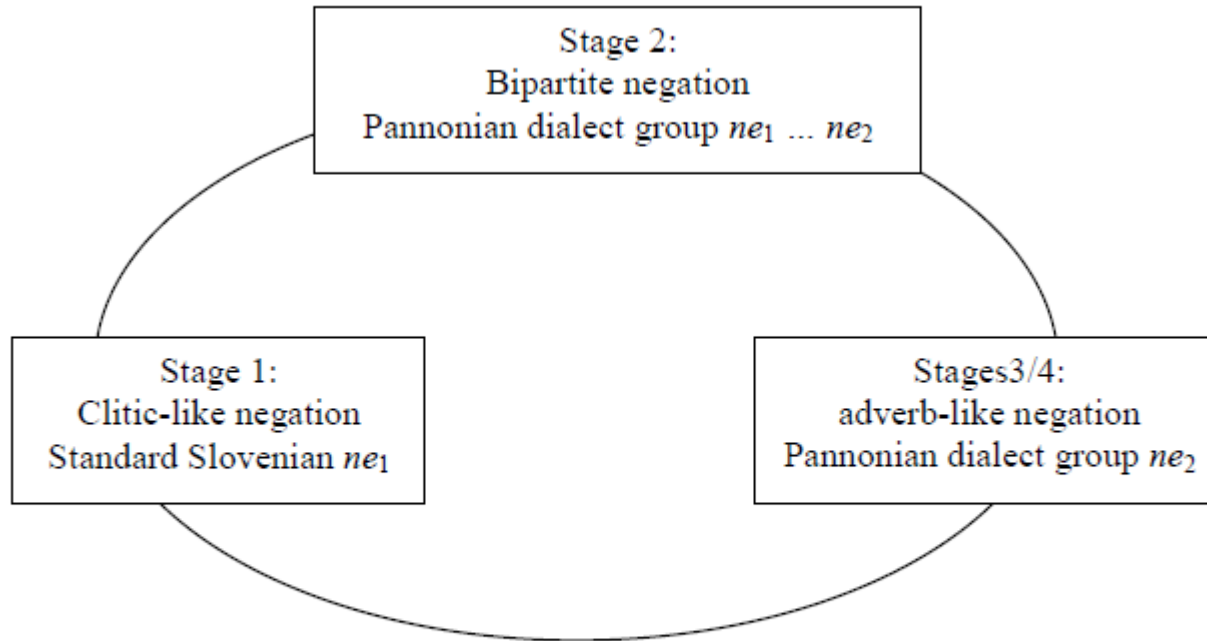 Stage 2:
Bipartite negation
Pannonian dialect group ne₁ ... ne₂
Stage 1:
Clitic-like negation
Standard Slovenian ne₁
Stages3/4:
adverb-like negation
Pannonian dialect group ne₂